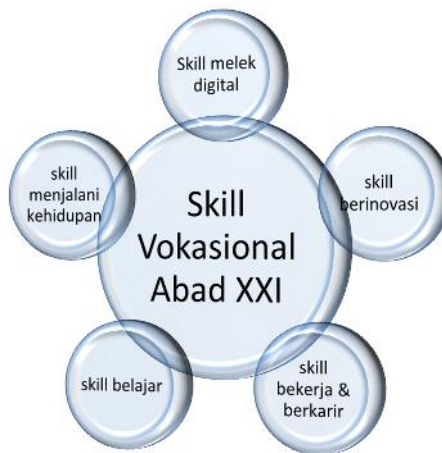 Skill melek
digital
skill
berinovasi
skill
bekerja &
berkarir
skill belajar
skill
menjalani
kehidupan
Skill
Vokasional
Abad XXI